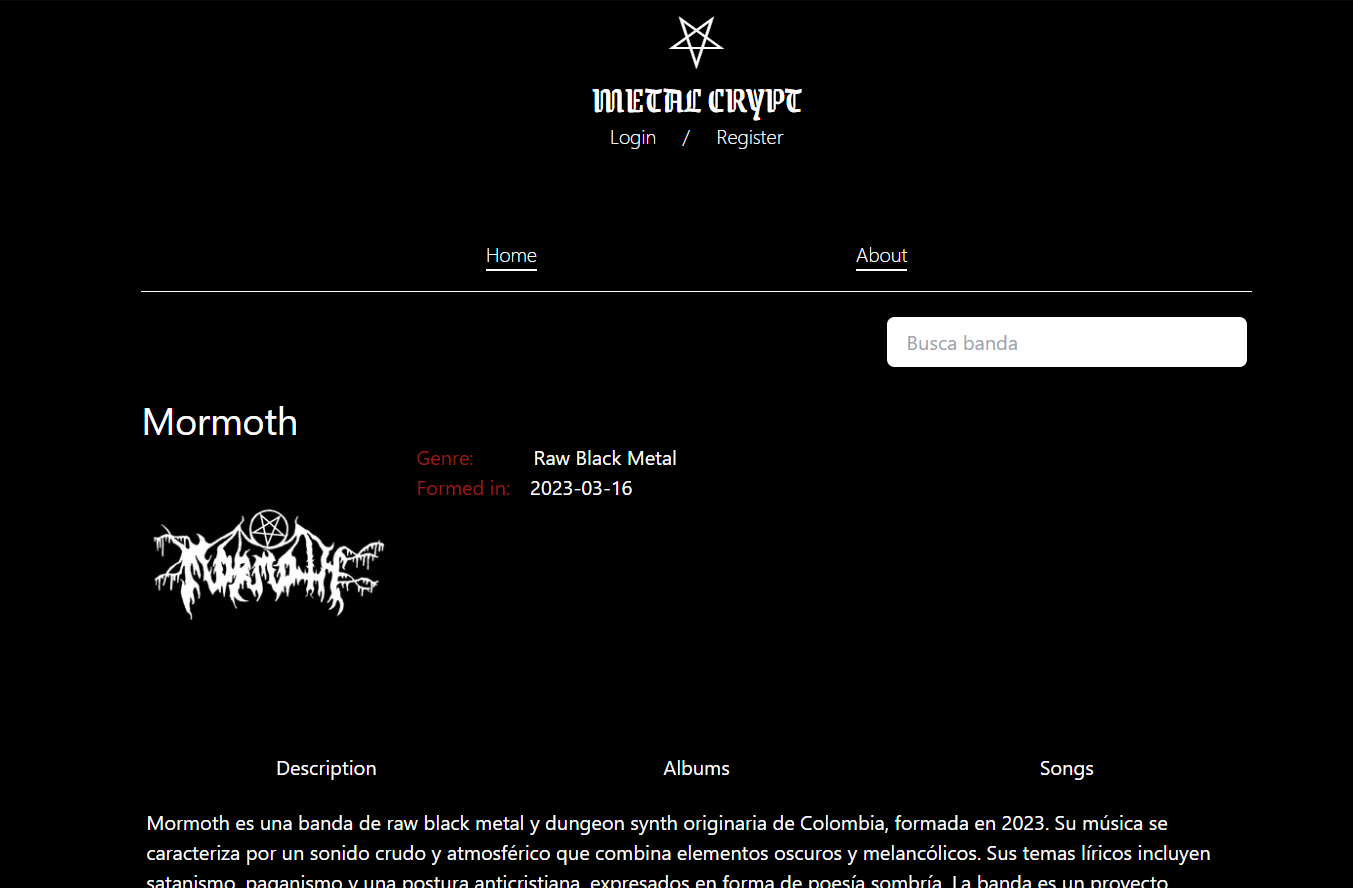 METAL CRYPT
Login / Register
Home About
Busca banda
Mormoth
Genre: Raw Black Metal
Formed in: 2023-03-16
MORMOTH
Description Albums Songs
Mormoth es una banda de raw black metal y dungeon synth originaria de Colombia, formada en 2023. Su música se
caracteriza por un sonido crudo y atmosférico que combina elementos oscuros y melancólicos. Sus temas líricos incluyen
satanismo, paganismo y una postura anticristiana, expresados en forma de poesía sombría. La banda es un proyecto